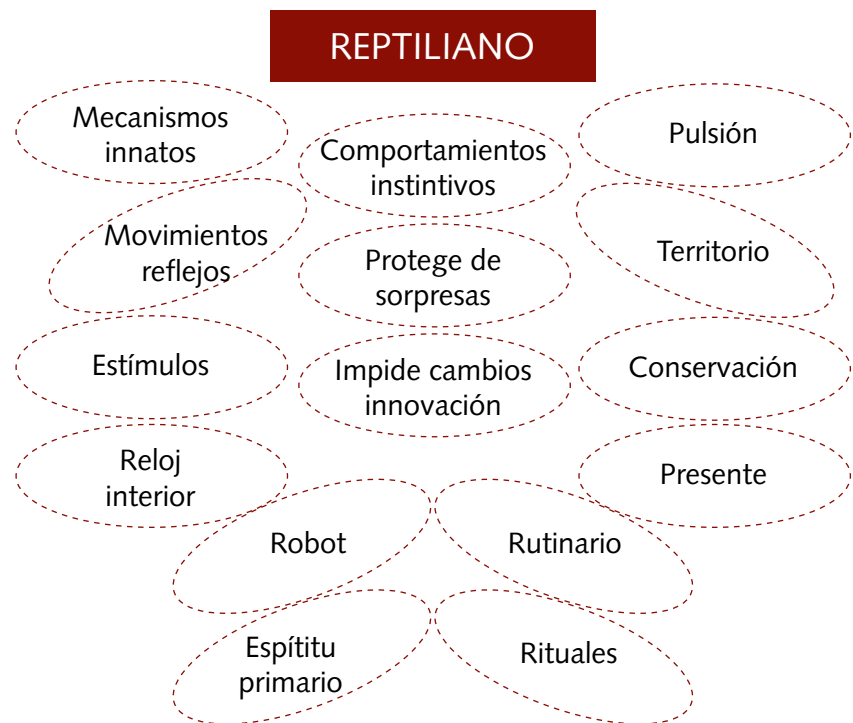 REPTILIANO
Mecanismos
innatos
Comportamientos
instintivos
Pulsión
Movimientos
reflejos
Protege de
sorpresas
Territorio
Estímulos
Impide cambios
innovación
Conservación
Reloj
interior
Presente
Robot
Rutinario
Espítitu
primario
Rituales